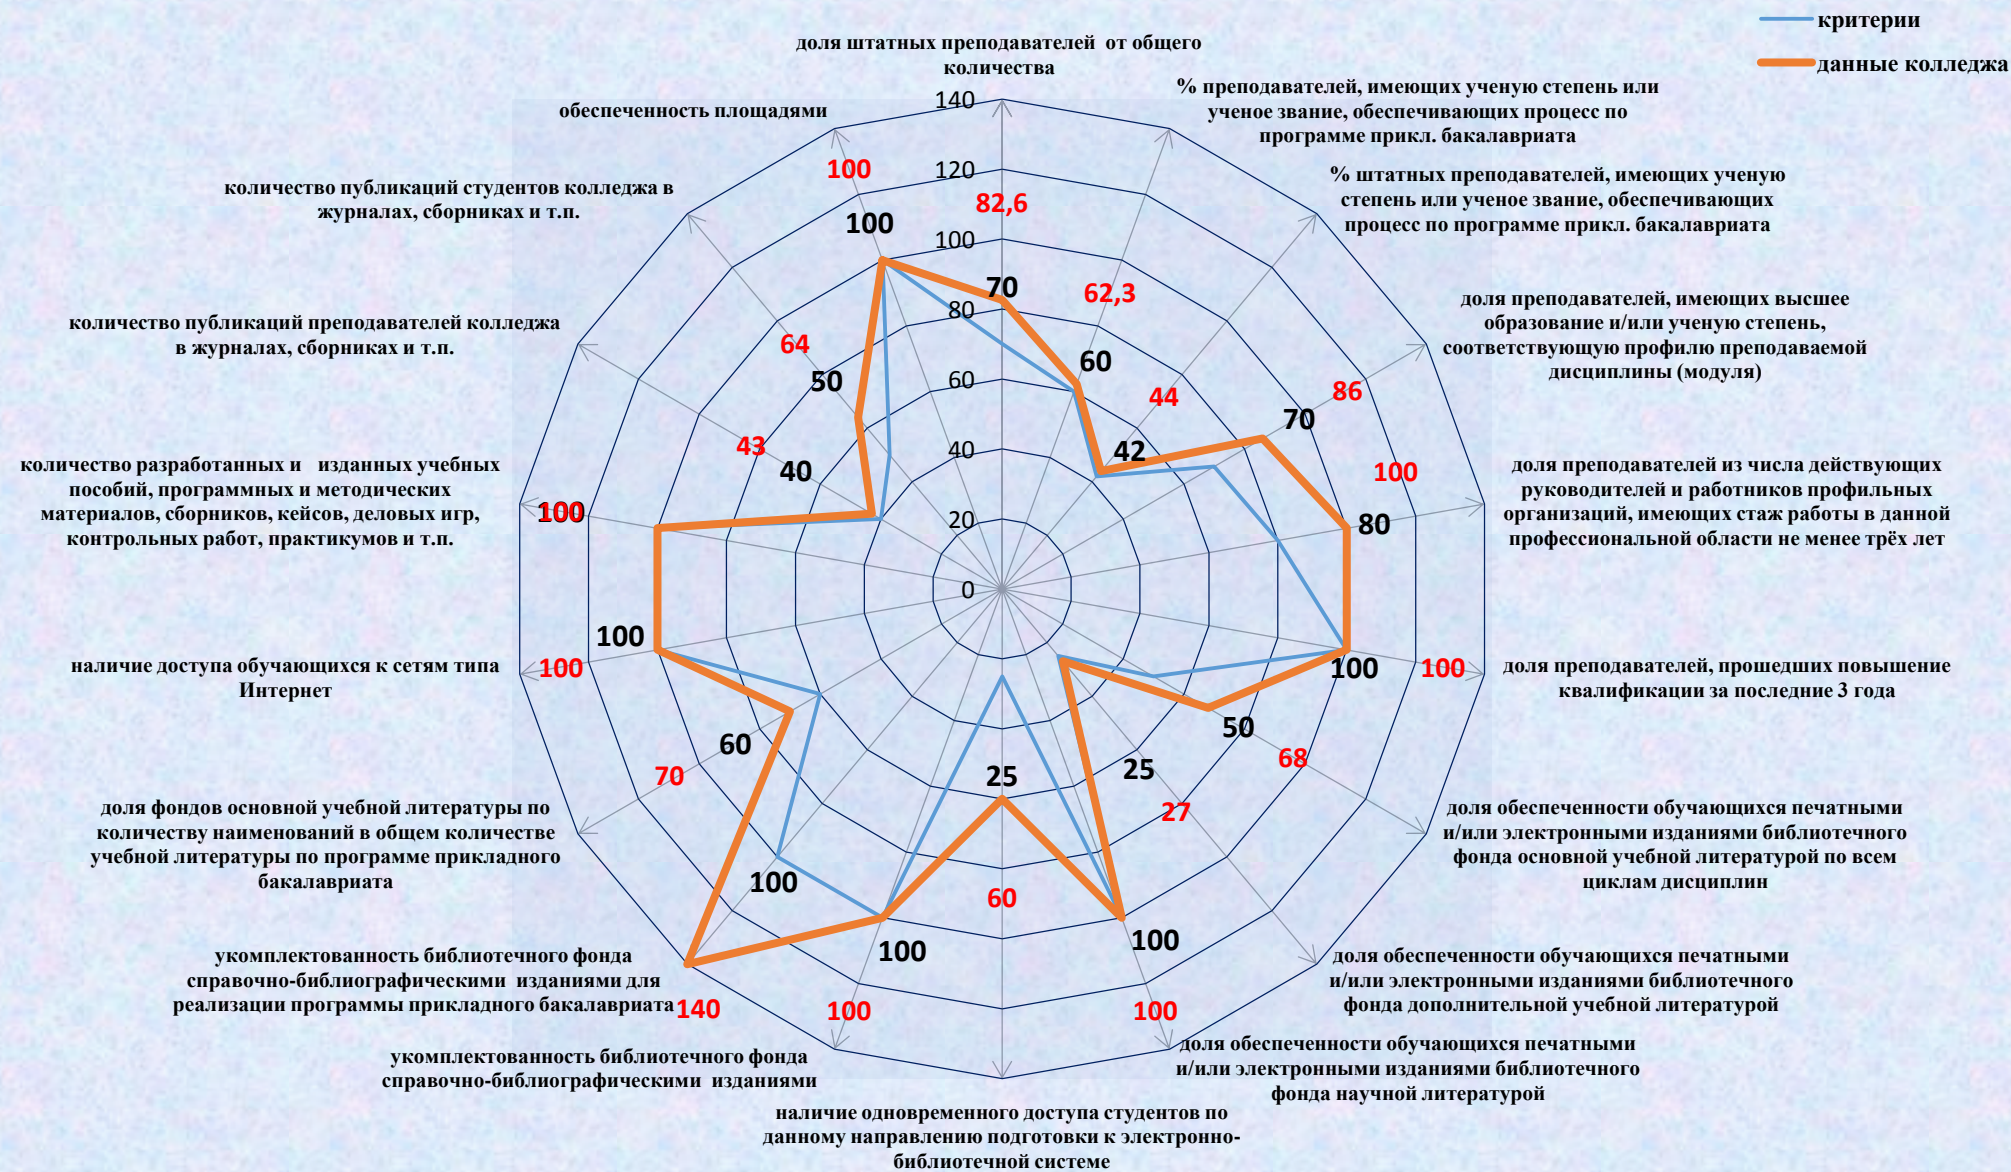 критерии
данные колледжа
доля штатных преподавателей от общего
количества
% преподавателей, имеющих ученую степень или
ученое звание, обеспечивающих процесс по
программе прикл. бакалавриата
% штатных преподавателей, имеющих ученую
степень или ученое звание, обеспечивающих
процесс по программе прикл. бакалавриата
доля преподавателей, имеющих высшее
образование и/или ученую степень,
соответствующую профилю преподаваемой
дисциплины (модуля)
доля преподавателей из числа действующих
руководителей и работников профильных
организаций, имеющих стаж работы в данной
профессиональной области не менее трёх лет
доля преподавателей, прошедших повышение
квалификации за последние 3 года
доля обеспеченности обучающихся печатными
и/или электронными изданиями библиотечного
фонда основной учебной литературой по всем
циклам дисциплин
доля обеспеченности обучающихся печатными
и/или электронными изданиями библиотечного
фонда дополнительной учебной литературой
доля обеспеченности обучающихся печатными
и/или электронными изданиями библиотечного
фонда научной литературой
наличие одновременного доступа студентов по
данному направлению подготовки к электронно-
библиотечной системе
укомплектованность библиотечного фонда
справочно-библиографическими изданиями
укомплектованность библиотечного фонда
справочно-библиографическими изданиями для
реализации программы прикладного бакалавриата
доля фондов основной учебной литературы по
количеству наименований в общем количестве
учебной литературы по программе прикладного
бакалавриата
наличие доступа обучающихся к сетям типа
Интернет
количество разработанных и изданных учебных
пособий, программных и методических
материалов, сборников, кейсов, деловых игр,
контрольных работ, практикумов и т.п.
количество публикаций преподавателей колледжа
в журналах, сборниках и т.п.
количество публикаций студентов колледжа в
журналах, сборниках и т.п.
обеспеченность площадями
140
120
100
80
60
40
20
0
82,6
70
62,3
60
44
42
86
70
100
80
100
100
68
50
27
25
100
100
60
25
100
100
140
100
70
60
100
100
100
100
43
40
64
50
100
100